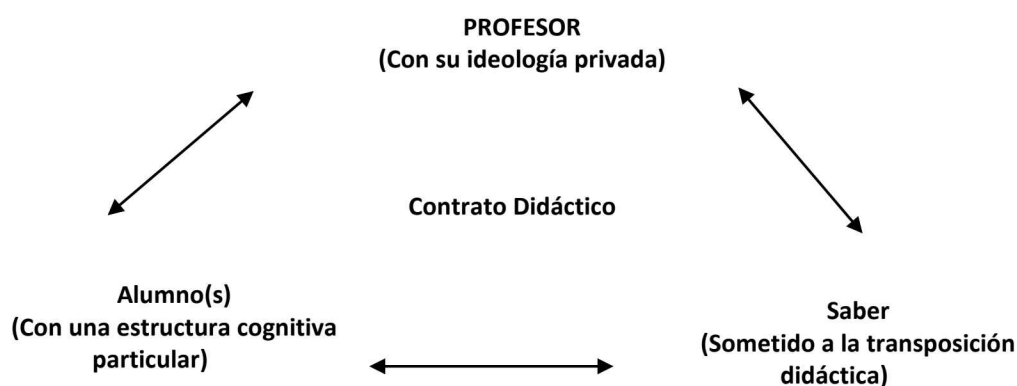 PROFESOR
(Con su ideología privada)
Contrato Didáctico
Alumno(s)
(Con una estructura cognitiva
particular)
Saber
(Sometido a la transposición
didáctica)